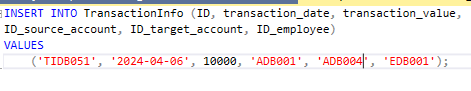 INSERT INTO TransactionInfo (ID, transaction_date, transaction_value,
ID_source_account, ID_target_account, ID_employee)
VALUES
('TIDB051', '2024-04-06', 10000, 'ADB001', 'ADB004', 'EDB001');